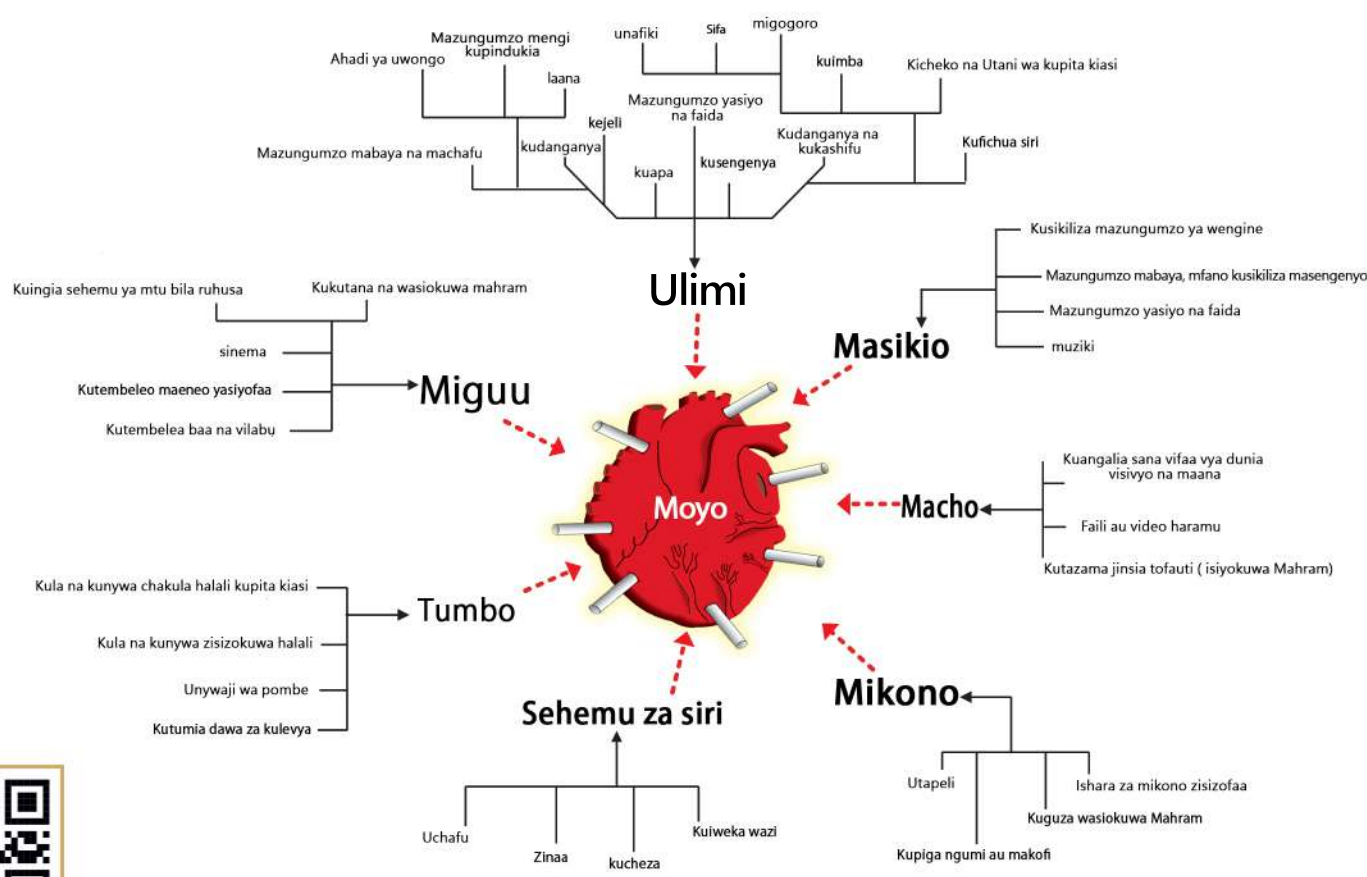 unafiki
Sifa
migogoro
kuimba
Kicheko na Utani wa kupita kiasi
Mazungumzo mengi
kupindukia
Ahadi ya uwongo
laana
Mazungumzo yasiyo
na faida
kejeli
kudanganya
Mazungumzo mabaya na machafu
kuapa
kusengenya
Kudanganya na
kukashifu
Kufichua siri
Ulimi
Kusikiliza mazungumzo ya wengine
Mazungumzo mabaya, mfano kusikiliza masengenyo
Mazungumzo yasiyo na faida
muziki
Masikio
Kuingia sehemu ya mtu bila ruhusa
Kukutana na wasiokuwa mahram
sinema
Kutembeleo maeneo yasiyofaa
Kutembelea baa na vilabu
Miguu
Moyo
Macho
Kuangalia sana vifaa vya dunia
visivyo na maana
Faili au video haramu
Kutazama jinsia tofauti ( isiyokuwa Mahram)
Kula na kunywa chakula halali kupita kiasi
Kula na kunywa zisizokuwa halali
Unywaji wa pombe
Kutumia dawa za kulevya
Tumbo
Sehemu za siri
Uchafu
Zinaa
kucheza
Kuiweka wazi
Mikono
Utapeli
Ishara za mikono zisizofaa
Kuguza wasiokuwa Mahram
Kupiga ngumi au makofi